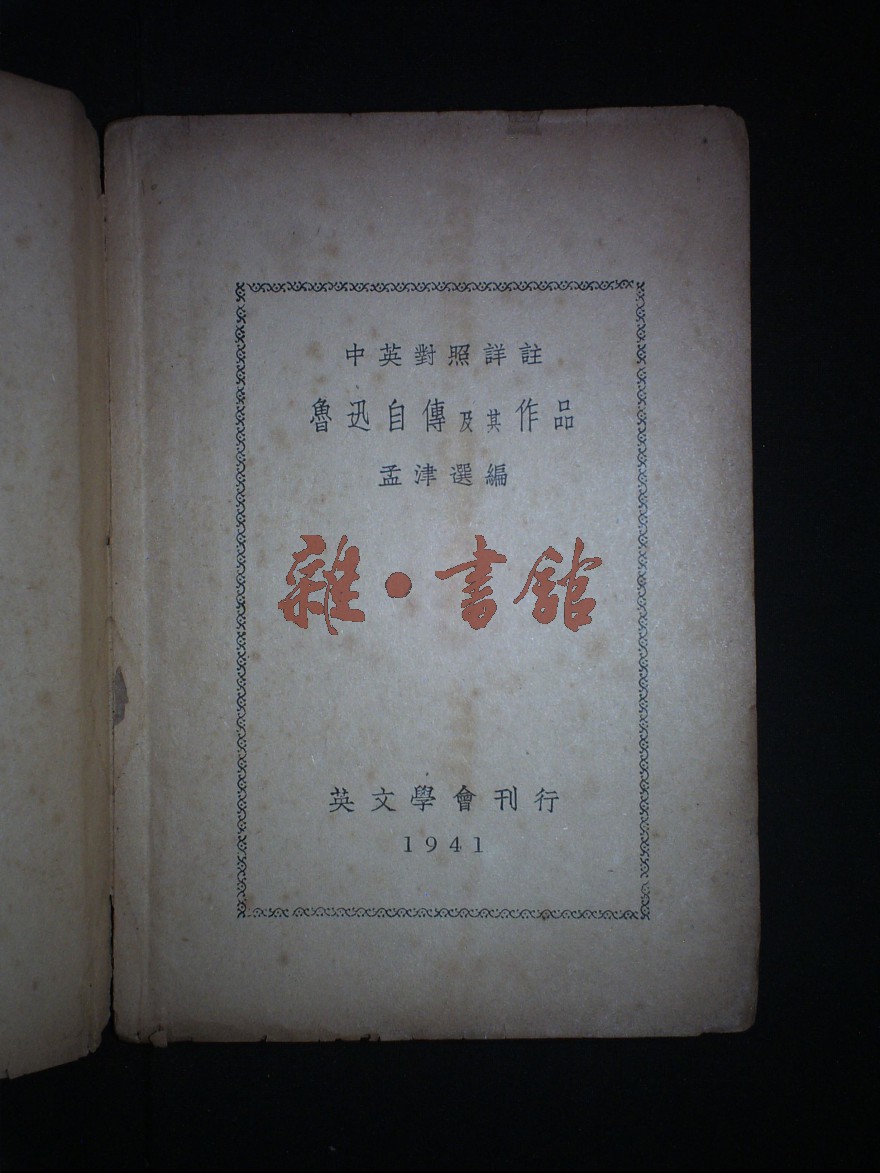 中英對照詳註
魯迅自傳及其作品
孟津選編
雜·書館
英文學會刊行
1941